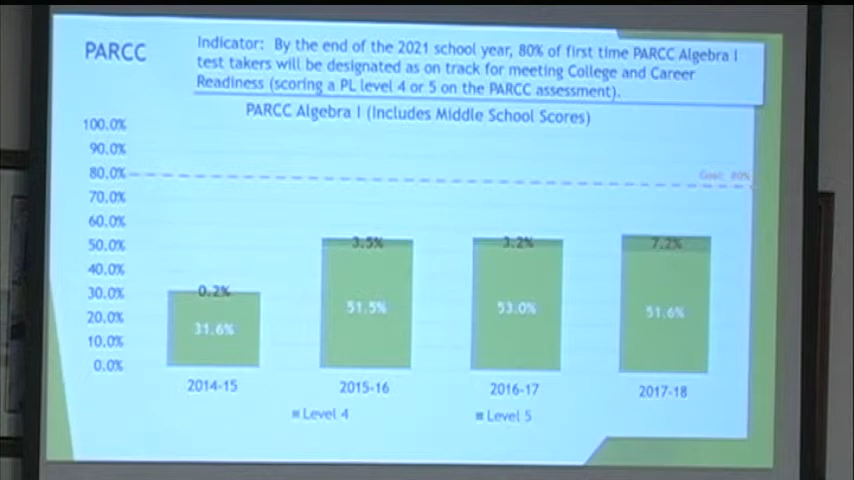 PARCC
Indicator: By the end of the 2021 school year, 80% of first time PARCC Algebra I
test takers will be designated as on track for meeting College and Career
Readiness (scoring a PL level 4 or 5 on the PARCC assessment).
PARCC Algebra I (Includes Middle School Scores)
100.0%
90.0%
80.0%
Goal: 80%
70.0%
60.0%
50.0%
40.0%
30.0%
20.0%
10.0%
0.0%
0.2%
31.6%
3.5%
51.5%
3.2%
53.0%
7.2%
51.6%
2014-15
2015-16
2016-17
2017-18
Level 4
Level 5